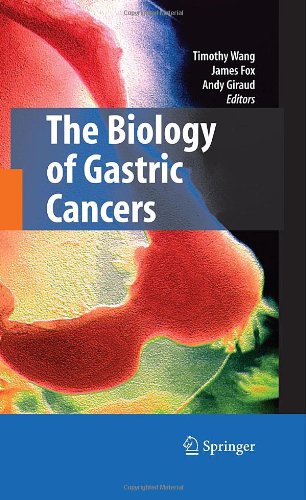 Timothy Wang
James Fox
Andy Giraud
Editors
The Biology
of Gastric
Cancers
Springer